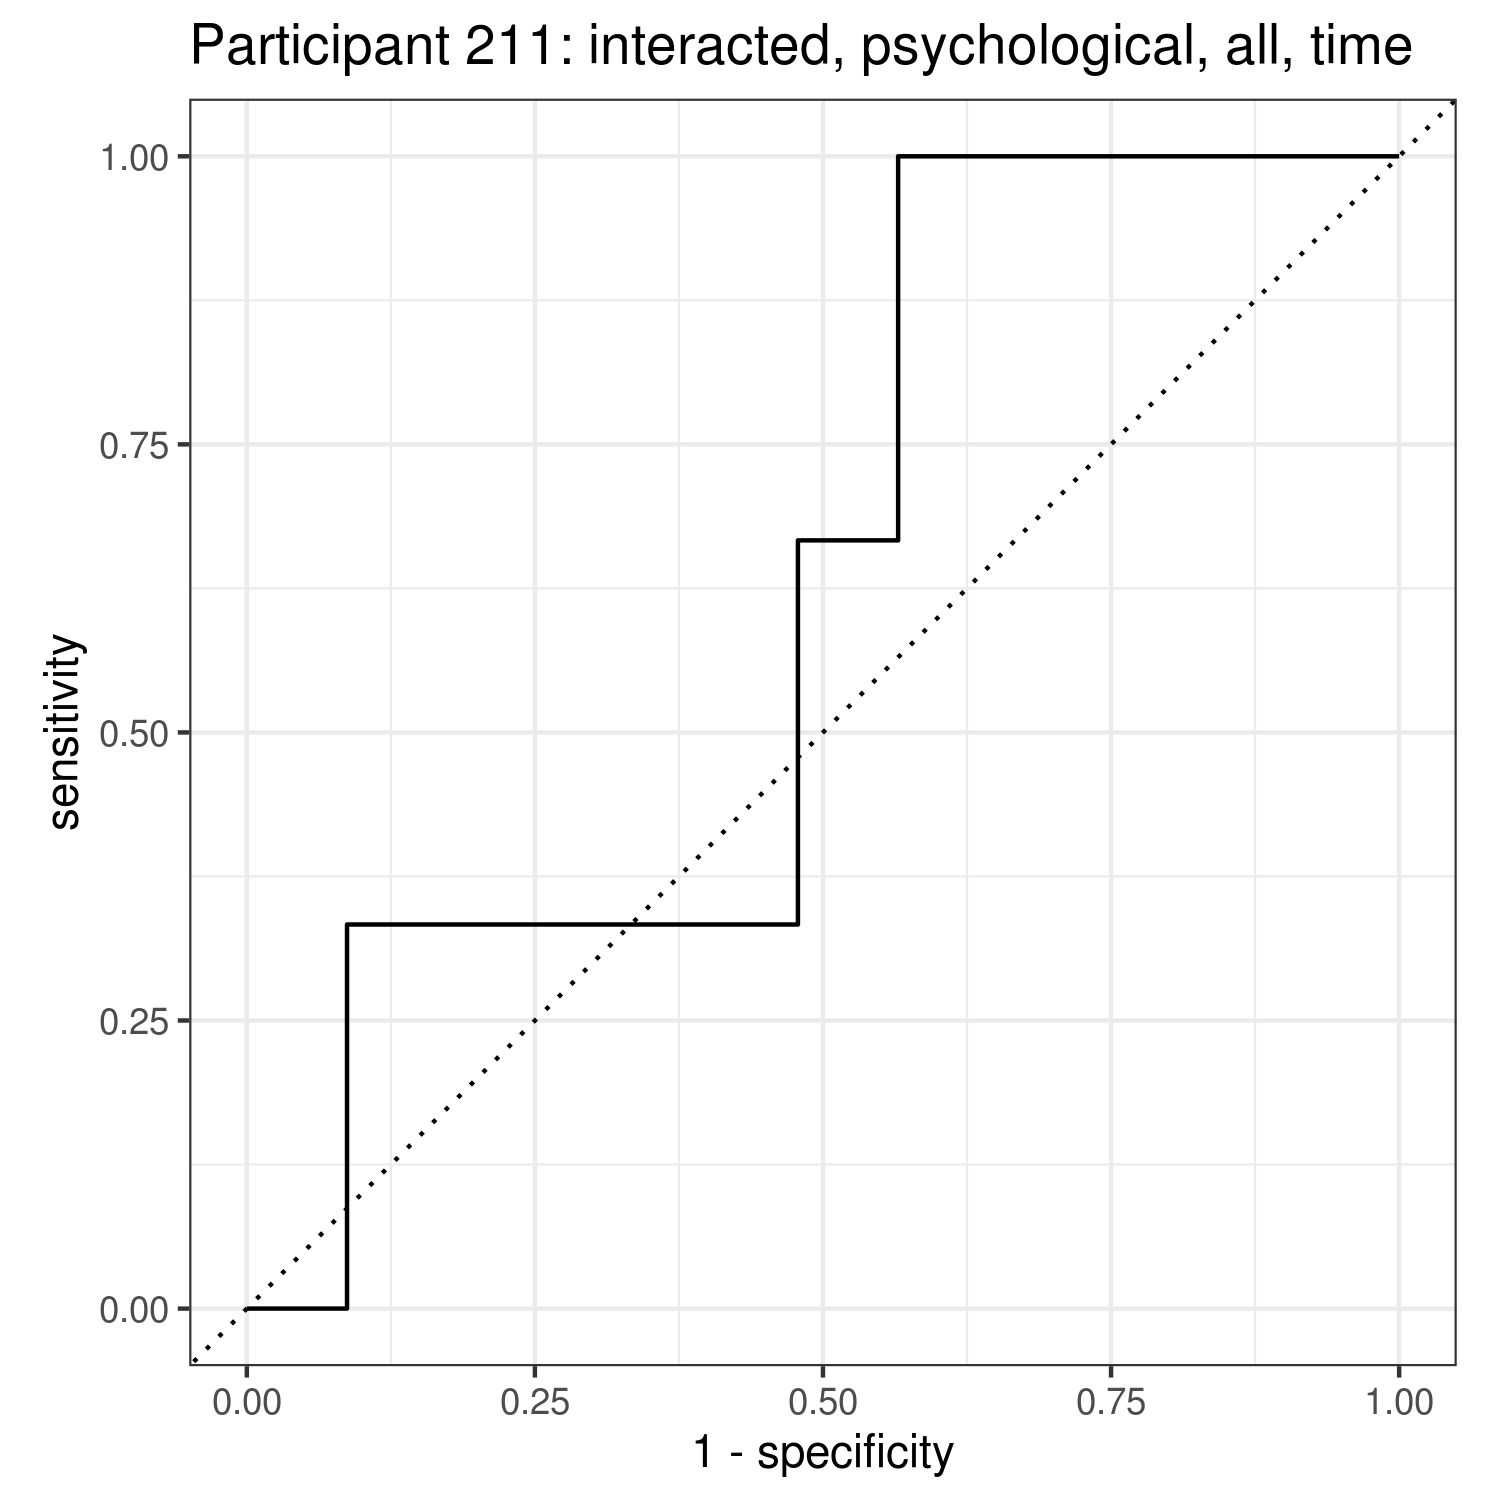 Participant 211: interacted, psychological, all, time
1.00
0.75
0.50
0.25
0.00
sensitivity
0.00 0.25 0.50 0.75 1.00
1 - specificity